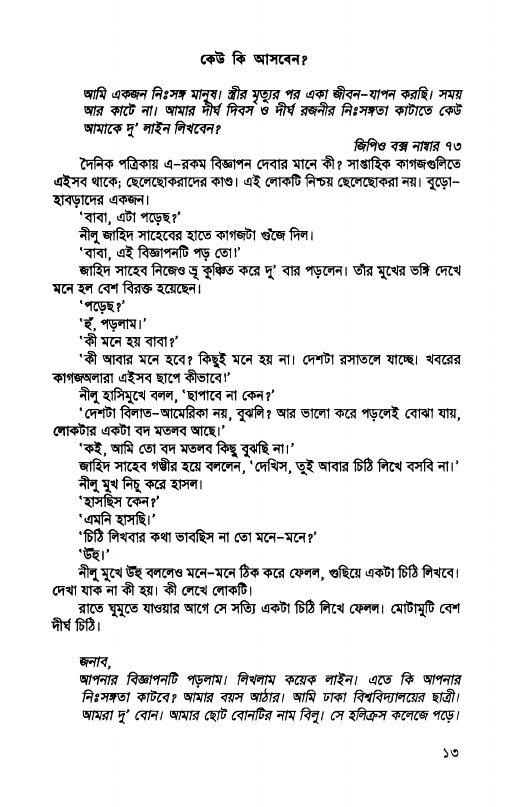 কেউ কি আসবেন?
আমি একজন নিঃসঙ্গ মানুষ। স্ত্রীর মৃত্যুর পর একা জীবন-যাপন করছি। সময়
আর কাটে না। আমার দীর্ঘ দিবস ও দীর্ঘ রজনীর নিঃসঙ্গতা কাটাতে কেউ
আমাকে দু' লাইন লিখবেন?
জিপিও বক্স নাম্বার ৭৩
দৈনিক পত্রিকায় এ-রকম বিজ্ঞাপন দেবার মানে কী? সাপ্তাহিক কাগজগুলিতে
এইসব থাকে; ছেলেছোকরাদের কাণ্ড। এই লোকটি নিশ্চয় ছেলেছোকরা নয়। বুড়ো-
হাবড়াদের একজন।
'বাবা, এটা পড়েছ?'
নীলু জাহিদ সাহেবের হাতে কাগজটা গুঁজে দিল।
'বাবা, এই বিজ্ঞাপনটি পড় তো!'
জাহিদ সাহেব নিজেও ভ্রূ কুঞ্চিত করে দু' বার পড়লেন। তাঁর মুখের ভঙ্গি দেখে
মনে হল বেশ বিরক্ত হয়েছেন।
'পড়েছ?'
'হুঁ, পড়লাম।'
'কী মনে হয় বাবা?'
'কী আবার মনে হবে? কিছুই মনে হয় না। দেশটা রসাতলে যাচ্ছে। খবরের
কাগজঅলারা এইসব ছাপে কীভাবে!'
নীলু হাসিমুখে বলল, 'ছাপাবে না কেন?'
'দেশটা বিলাত-আমেরিকা নয়, বুঝলি? আর ভালো করে পড়লেই বোঝা যায়,
লোকটার একটা বদ মতলব আছে।'
'কই, আমি তো বদ মতলব কিছু বুঝছি না।'
জাহিদ সাহেব গম্ভীর হয়ে বললেন, 'দেখিস, তুই আবার চিঠি লিখে বসবি না।'
নীলু মুখ নিচু করে হাসল।
'হাসছিস কেন?'
'এমনি হাসছি।'
'চিঠি লিখবার কথা ভাবছিস না তো মনে-মনে?'
'উঁহু।'
নীলু মুখে উঁহু বললেও মনে-মনে ঠিক করে ফেলল, গুছিয়ে একটা চিঠি লিখবে।
দেখা যাক না কী হয়। কী লেখে লোকটি।
রাতে ঘুমুতে যাওয়ার আগে সে সত্যি একটা চিঠি লিখে ফেলল। মোটামুটি বেশ
দীর্ঘ চিঠি।
জনাব,
আপনার বিজ্ঞাপনটি পড়লাম। লিখলাম কয়েক লাইন। এতে কি আপনার
নিঃসঙ্গতা কাটবে? আমার বয়স আঠার। আমি ঢাকা বিশ্ববিদ্যালয়ের ছাত্রী।
আমরা দু' বোন। আমার ছোট বোনটির নাম বিলু। সে হলিক্রস কলেজে পড়ে।
১৩